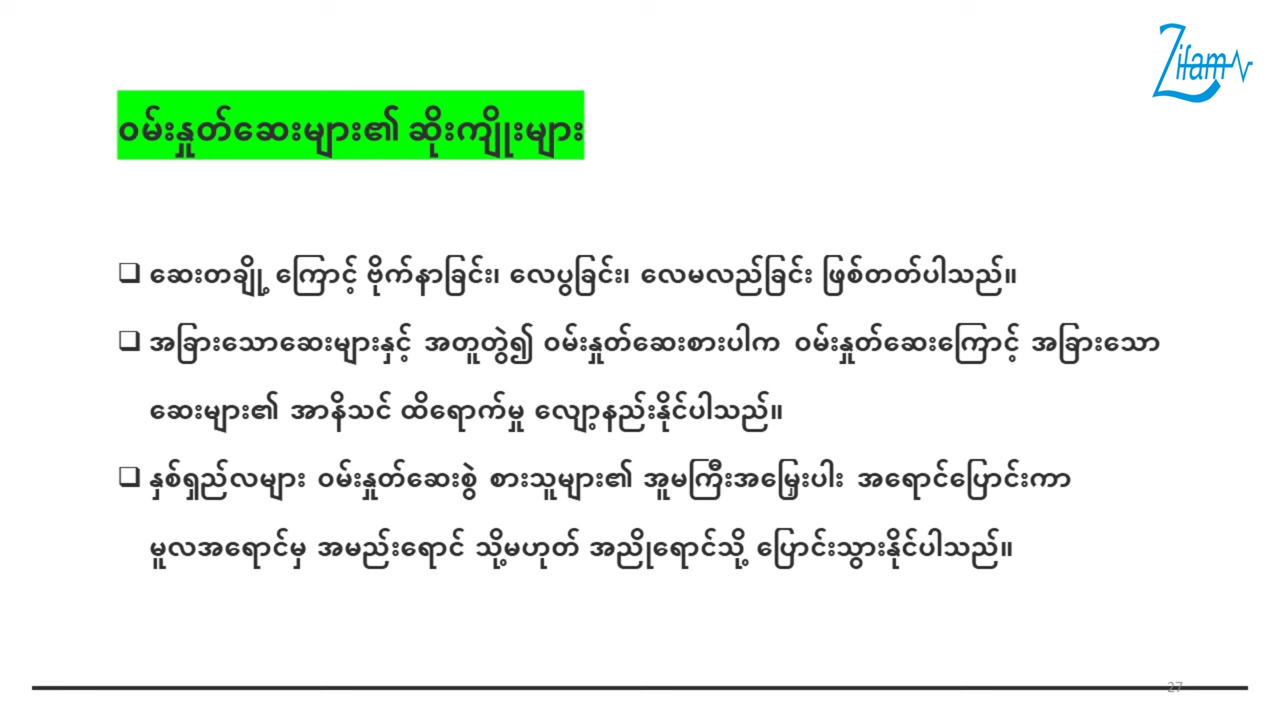 Zifam
ဝမ်းနှုတ်ဆေးများ၏ ဆိုးကျိုးများ
❑ ဆေးတချို့ ကြောင့် ဗိုက်နာခြင်း၊ လေပွခြင်း၊ လေမလည်ခြင်း ဖြစ်တတ်ပါသည်။
❑ အခြားသောဆေးများနှင့် အတူတွဲ၍ ဝမ်းနှုတ်ဆေးစားပါက ဝမ်းနှုတ်ဆေးကြောင့် အခြားသော
ဆေးများ၏ အာနိသင် ထိရောက်မှု လျော့နည်းနိုင်ပါသည်။
❑ နှစ်ရှည်လများ ဝမ်းနှုတ်ဆေးစွဲ စားသူများ၏ အူမကြီးအမြှေးပါး အရောင်ပြောင်းကာ
မူလအရောင်မှ အမည်းရောင် သို့မဟုတ် အညိုရောင်သို့ ပြောင်းသွားနိုင်ပါသည်။
27